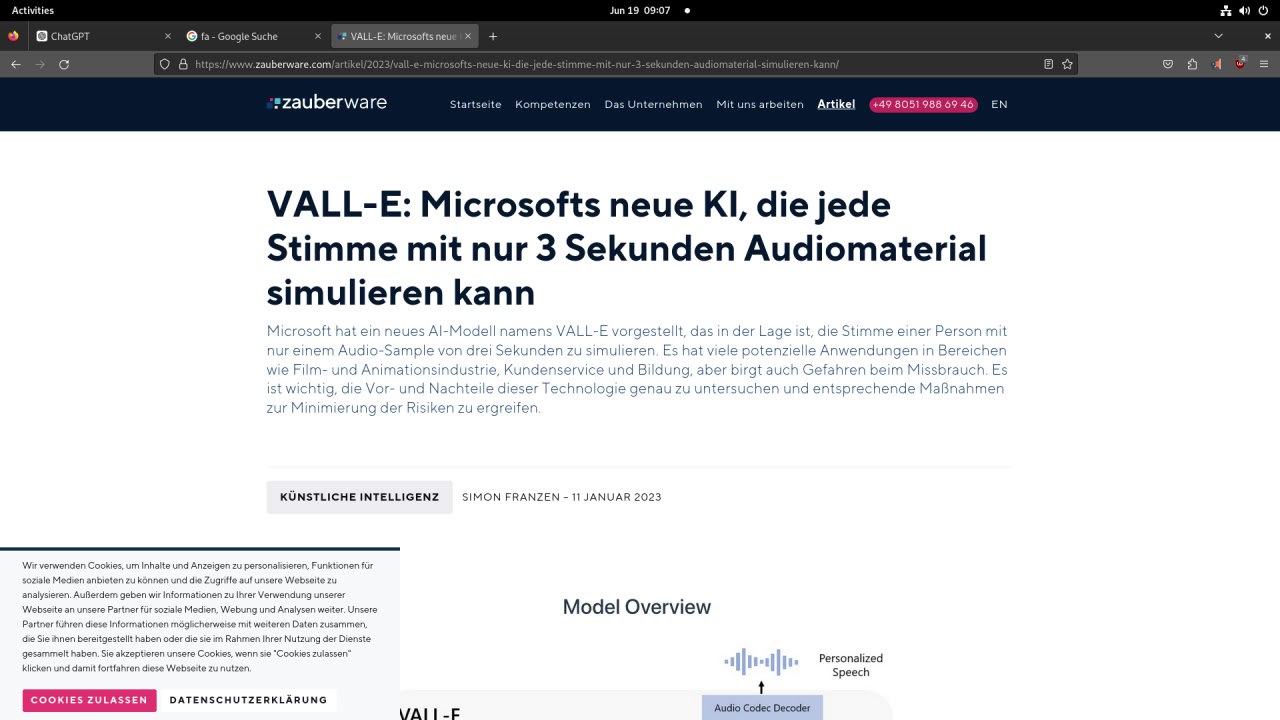 Activities
Jun 19 09:07
ChatGPT
fa - Google Suche
VALL-E: Microsofts neue
https://www.zauberware.com/artikel/2023/vall-e-microsofts-neue-ki-die-jede-stimme-mit-nur-3-sekunden-audiomaterial-simulieren-kann/
zauberware
Startseite Kompetenzen Das Unternehmen Mit uns arbeiten Artikel +49 8051 988 69 46 EN
VALL-E: Microsofts neue KI, die jede
Stimme mit nur 3 Sekunden Audiomaterial
simulieren kann
Microsoft hat ein neues AI-Modell namens VALL-E vorgestellt, das in der Lage ist, die Stimme einer Person mit
nur einem Audio-Sample von drei Sekunden zu simulieren. Es hat viele potenzielle Anwendungen in Bereichen
wie Film- und Animationsindustrie, Kundenservice und Bildung, aber birgt auch Gefahren beim Missbrauch. Es
ist wichtig, die Vor- und Nachteile dieser Technologie genau zu untersuchen und entsprechende Maßnahmen
zur Minimierung der Risiken zu ergreifen.
KÜNSTLICHE INTELLIGENZ
SIMON FRANZEN – 11 JANUAR 2023
Wir verwenden Cookies, um Inhalte und Anzeigen zu personalisieren, Funktionen für
soziale Medien anbieten zu können und die Zugriffe auf unsere Webseite zu
analysieren. Außerdem geben wir Informationen zu Ihrer Verwendung unserer
Webseite an unsere Partner für soziale Medien, Webung und Analysen weiter. Unsere
Partner führen diese Informationen möglicherweise mit weiteren Daten zusammen,
die Sie ihnen bereitgestellt haben oder die sie im Rahmen Ihrer Nutzung der Dienste
gesammelt haben. Sie akzeptieren unsere Cookies, wenn sie "Cookies zulassen"
klicken und damit fortfahren diese Webseite zu nutzen.
COOKIES ZULASSEN
DATENSCHUTZERKLÄRUNG
Model Overview
Personalized
Speech
Audio Codec Decoder
VALL-E